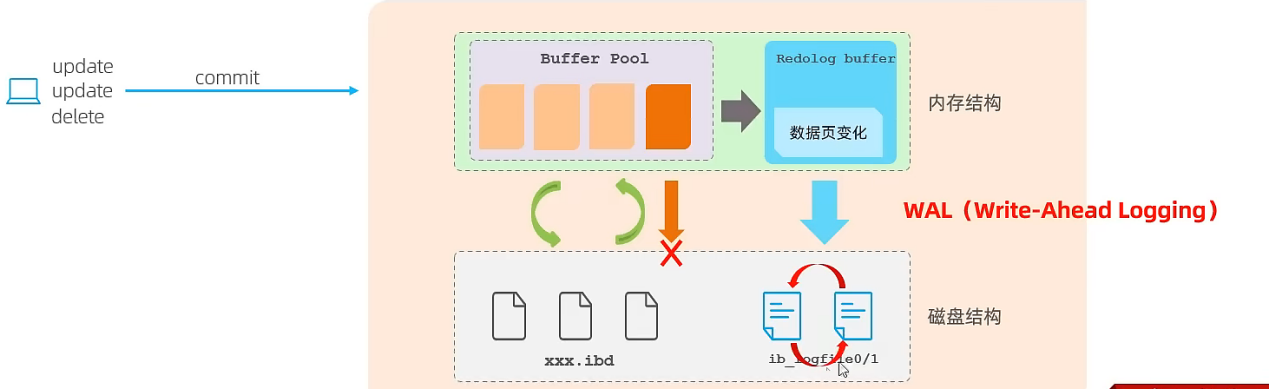 update
update
delete
commit
Buffer Pool
Redolog buffer
数据页变化
内存结构
WAL（Write-Ahead Logging）
xxx.ibd
ib_logfile0/1
磁盘结构